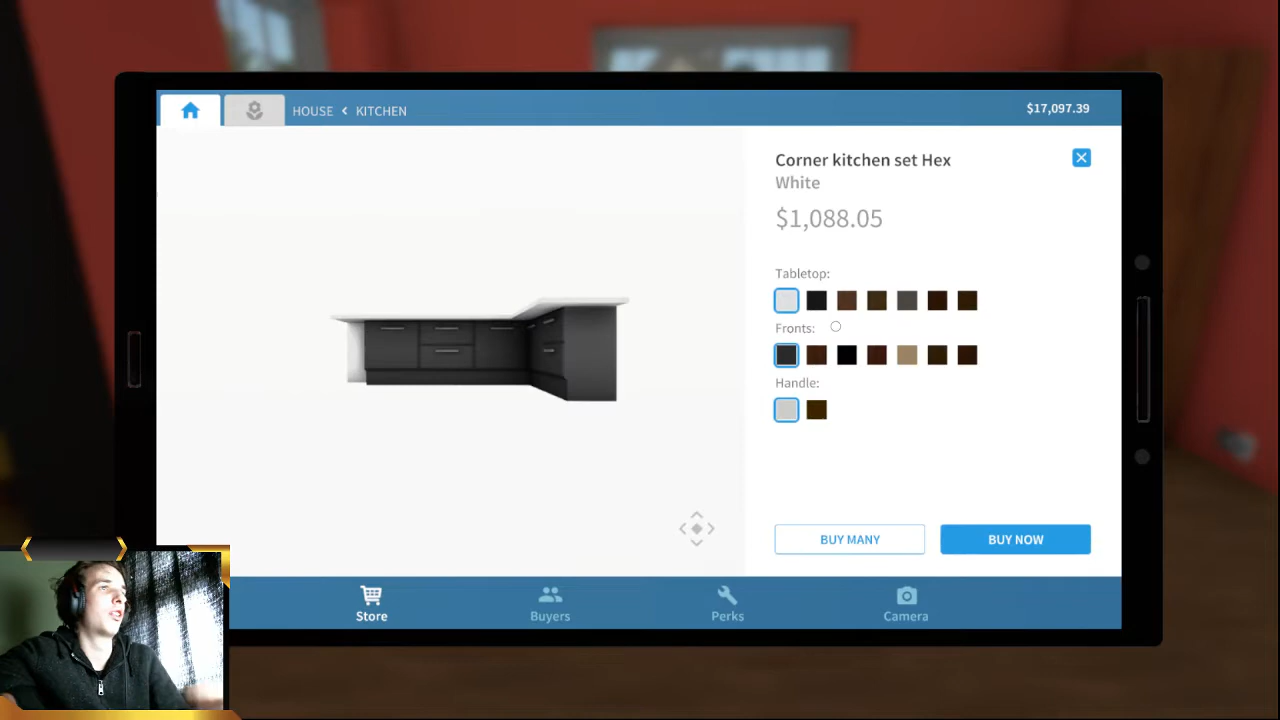 HOUSE < KITCHEN
$17,097.39
Corner kitchen set Hex
White
$1,088.05
Tabletop:
Fronts:
Handle:
BUY MANY
BUY NOW
Store
Buyers
Perks
Camera